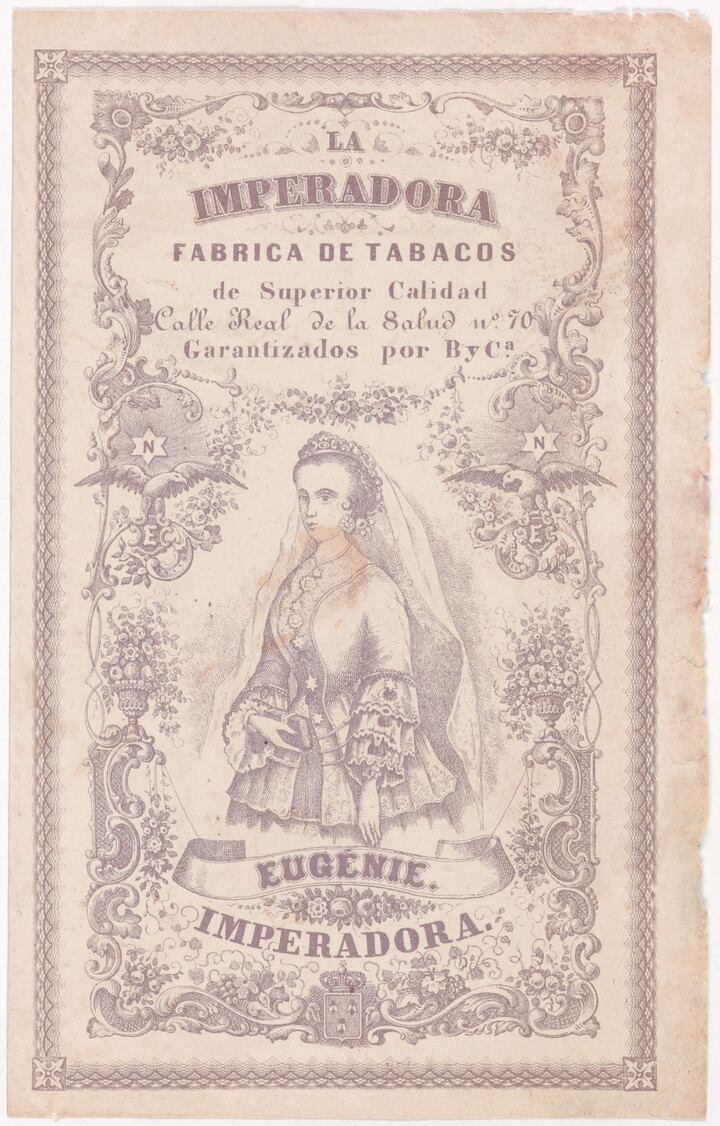 LA
IMPERADORA
FABRICA DE TABACOS
de Superior Calidad
Calle Real de la Salud nº. 70
Garantizados por ByCª.
N
N
E
E
EUGÉNIE.
IMPERADORA.